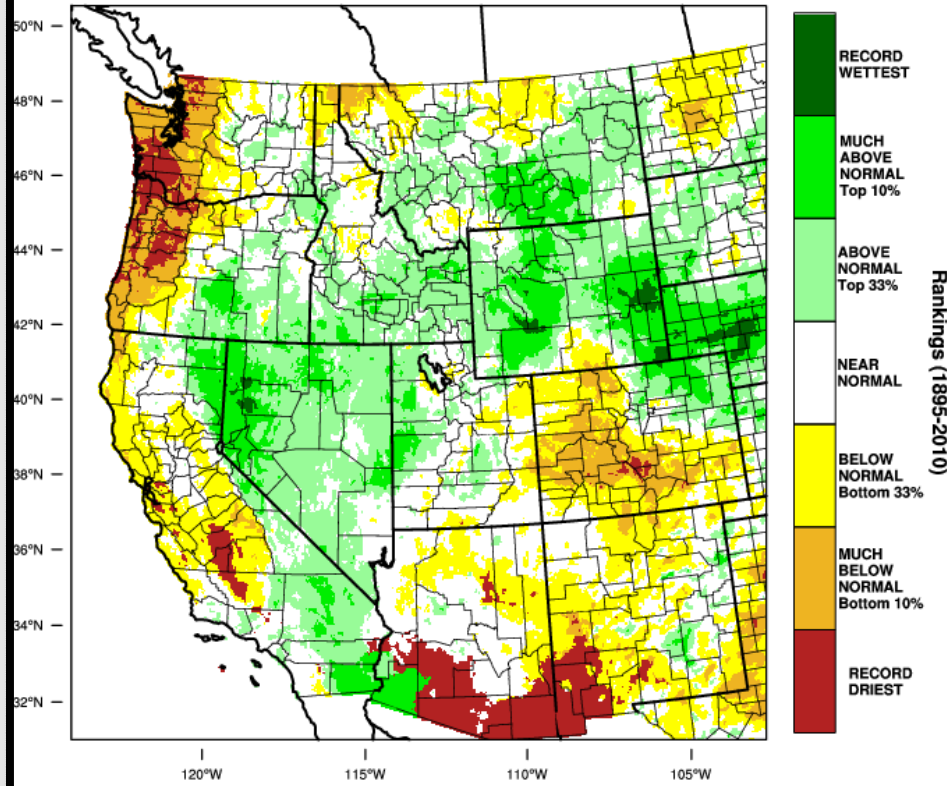 50°N
48°N
46°N
44°N
42°N
40°N
38°N
36°N
34°N
32°N
120°W
115°W
110°W
105°W
RECORD
WETTEST
MUCH
ABOVE
NORMAL
Top 10%
ABOVE
NORMAL
Top 33%
NEAR
NORMAL
BELOW
NORMAL
Bottom 33%
MUCH
BELOW
NORMAL
Bottom 10%
RECORD
DRIEST
Rankings (1895-2010)